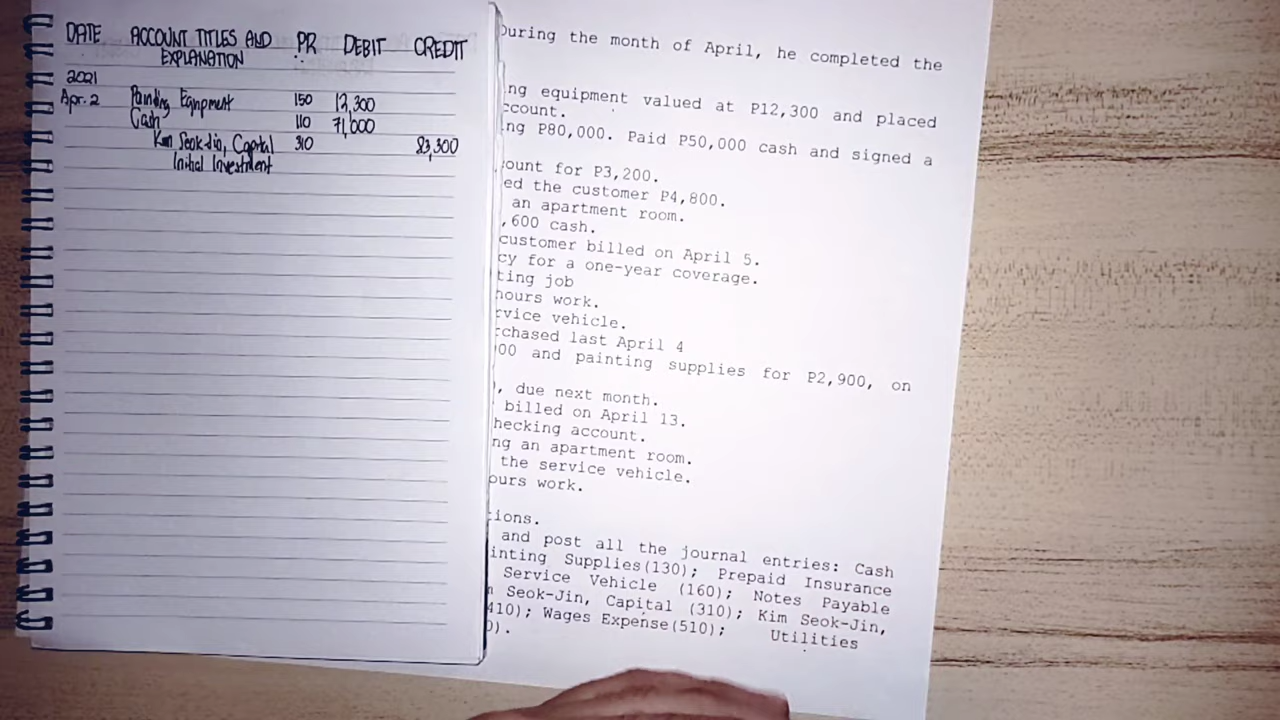 DATE ACCOUNT TITLES AND EXPLANATION PR DEBIT CREDIT
2021
Apr. 2 Painting Equipment 150 12,300
Cash 110 71,000
Kim Seok-Jin, Capital 310 83,300
Initial Investment
During the month of April, he completed the
ng equipment valued at P12,300 and placed
ccount.
ng P80,000. Paid P50,000 cash and signed a
ount for P3,200.
ed the customer P4,800.
an apartment room.
,600 cash.
customer billed on April 5.
cy for a one-year coverage.
ting job
hours work.
rvice vehicle.
rchased last April 4
00 and painting supplies for P2,900, on
, due next month.
billed on April 13.
hecking account.
ng an apartment room.
the service vehicle.
ours work.
tions.
and post all the journal entries: Cash
inting Supplies(130); Prepaid Insurance
Service Vehicle (160); Notes Payable
n Seok-Jin, Capital (310); Kim Seok-Jin,
410); Wages Expense(510); Utilities
0).